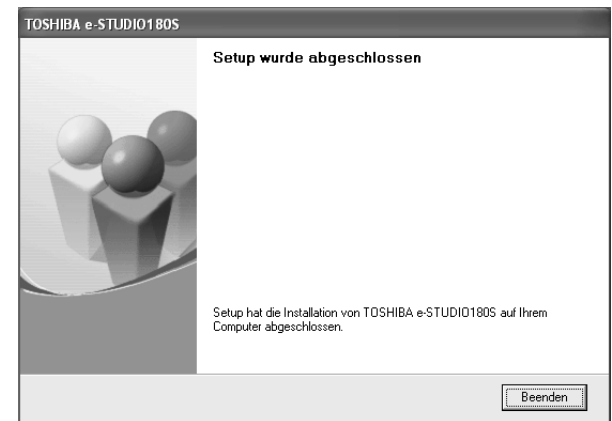 TOSHIBA e-STUDIO180S
Setup wurde abgeschlossen
Setup hat die Installation von TOSHIBA e-STUDIO180S auf Ihrem
Computer abgeschlossen.
Beenden